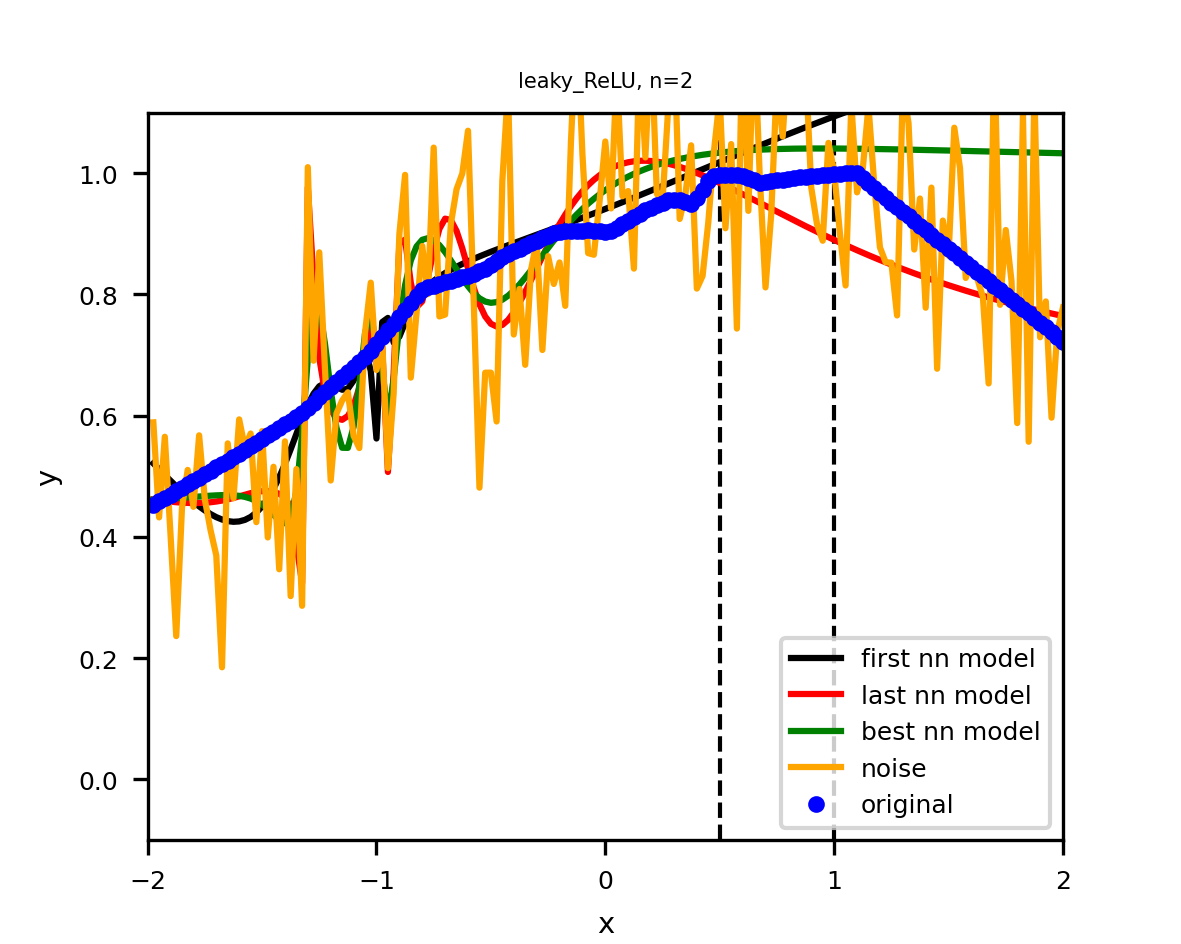 leaky_ReLU, n=2
y
1.0
0.8
0.6
0.4
0.2
0.0
first nn model
last nn model
best nn model
noise
original
−2
−1
0
1
2
x